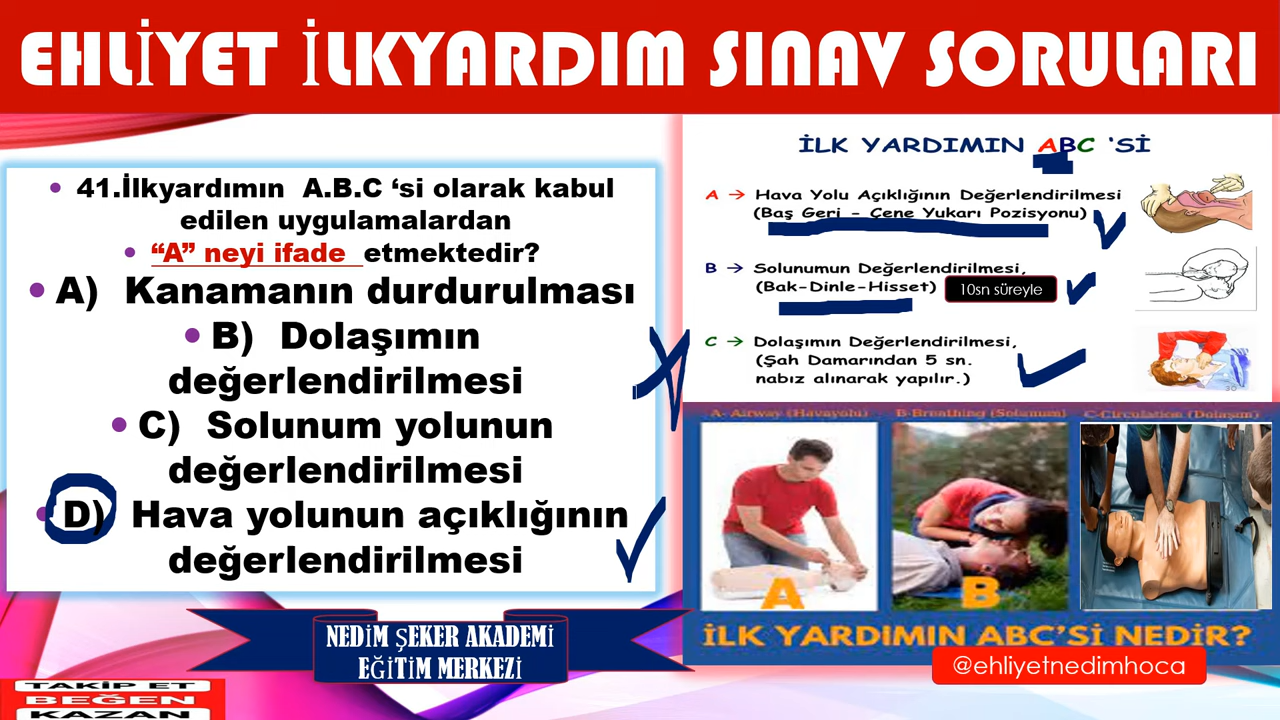 EHLİYET İLKYARDIM SINAV SORULARI
• 41.İlkyardımın A.B.C ‘si olarak kabul
edilen uygulamalardan
• “A” neyi ifade etmektedir?
• A) Kanamanın durdurulması
• B) Dolaşımın
değerlendirilmesi
• C) Solunum yolunun
değerlendirilmesi
• D) Hava yolunun açıklığının
değerlendirilmesi
İLK YARDIMIN ABC ‘Sİ
A → Hava Yolu Açıklığının Değerlendirilmesi
(Baş Geri – Çene Yukarı Pozisyonu)
B → Solunumun Değerlendirilmesi,
(Bak-Dinle-Hisset) 10sn süreyle
C → Dolaşımın Değerlendirilmesi,
(Şah Damarından 5 sn.
nabız alınarak yapılır.)
30
A- Airway (Havayolu) B-Breathing (Solunum) C-Circulation (Dolaşım)
A B
İLK YARDIMIN ABC’Sİ NEDİR?
@ehliyetnedimhoca
NEDİM ŞEKER AKADEMİ
EĞİTİM MERKEZİ
TAKİP ET
BEĞEN
KAZAN